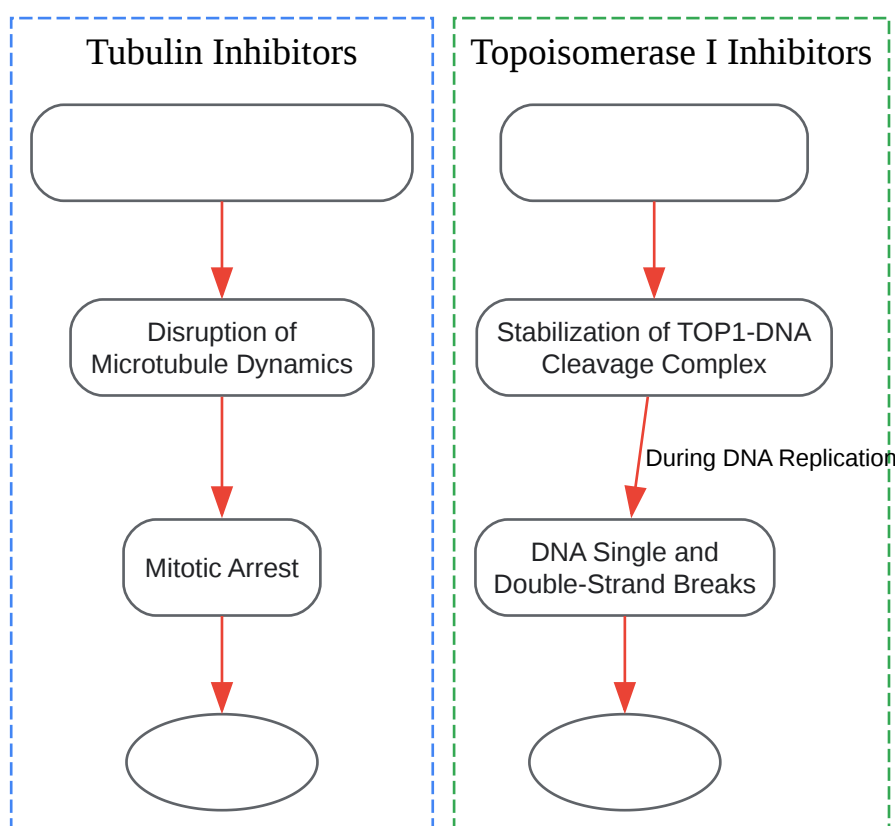 Tubulin Inhibitors
Disruption of
Microtubule Dynamics
Mitotic Arrest
Topoisomerase I Inhibitors
Stabilization of TOP1-DNA
Cleavage Complex
During DNA Replication
DNA Single and
Double-Strand Breaks